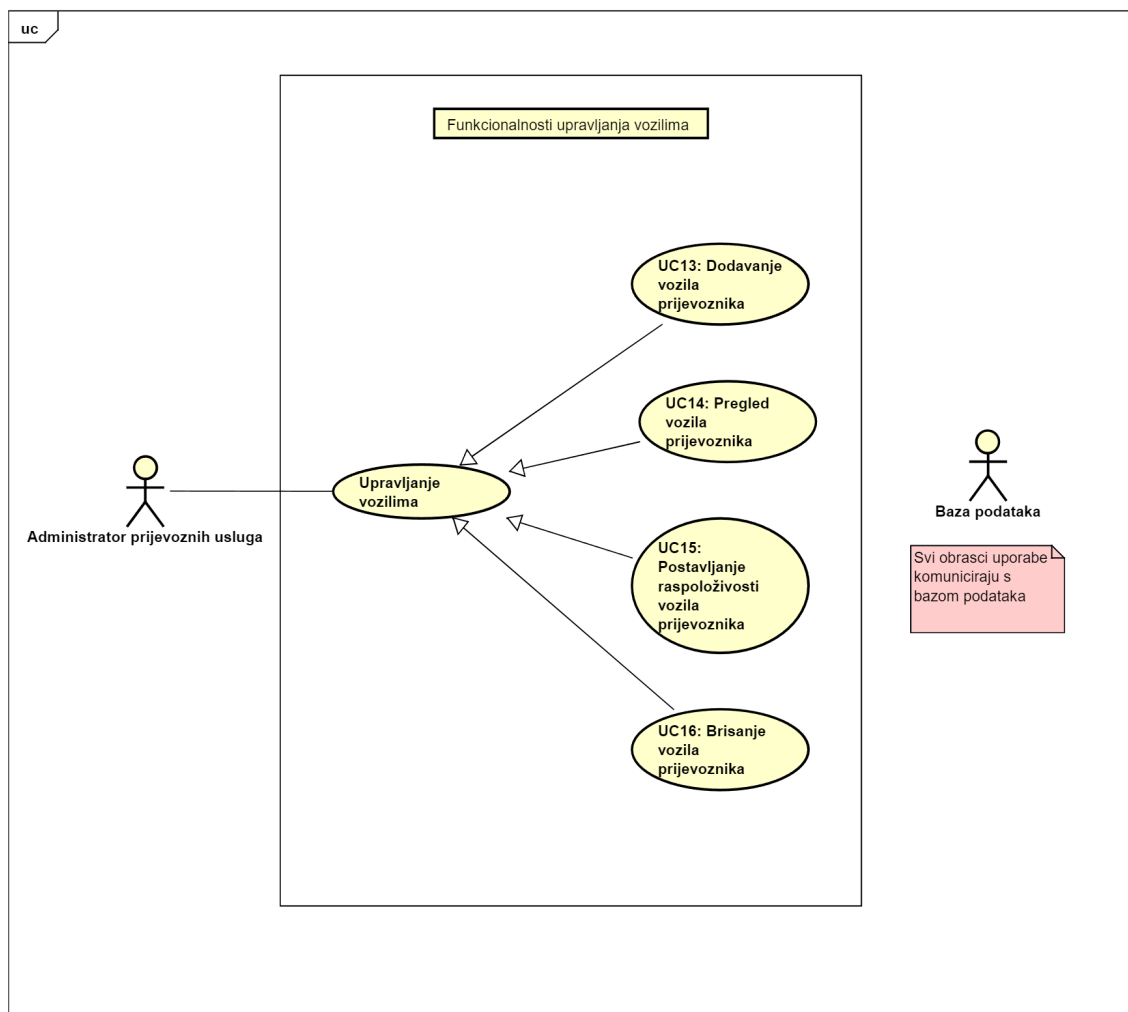 uc
Funkcionalnosti upravljanja vozilima
UC13: Dodavanje
vozila
prijevoznika
UC14: Pregled
vozila
prijevoznika
Upravljanje
vozilima
Administrator prijevoznih usluga
Baza podataka
UC15:
Postavljanje
raspoloživosti
vozila
prijevoznika
Svi obrasci uporabe
komuniciraju s
bazom podataka
UC16: Brisanje
vozila
prijevoznika